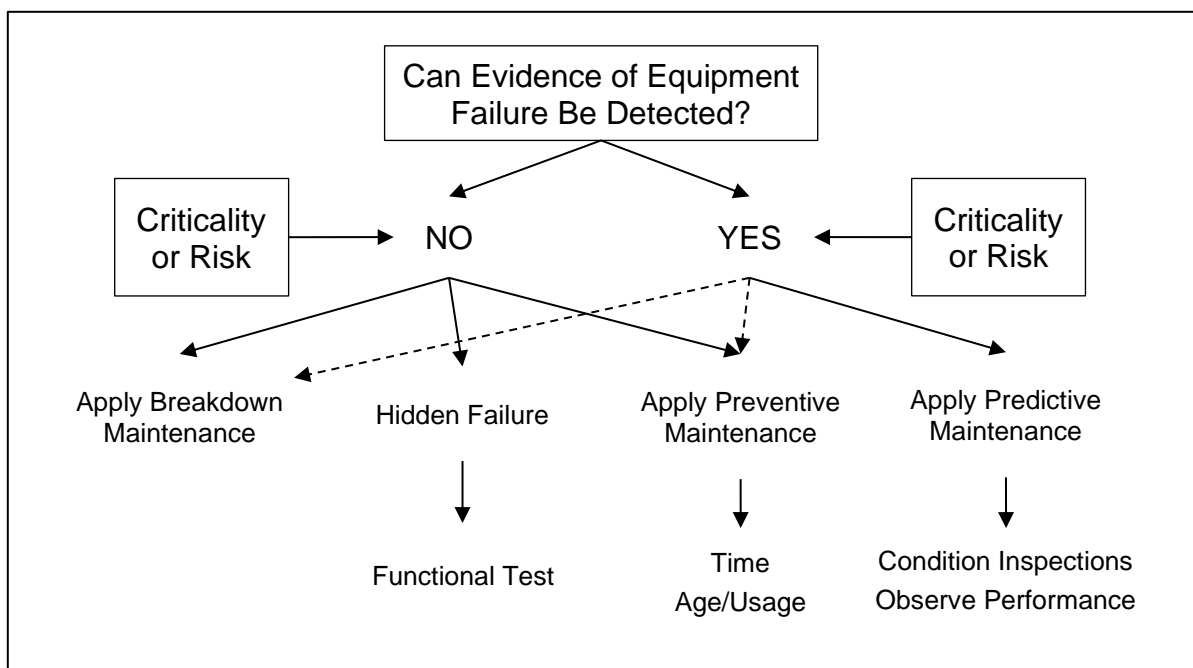 Can Evidence of Equipment
Failure Be Detected?
Criticality
or Risk
NO
YES
Criticality
or Risk
Apply Breakdown
Maintenance
Hidden Failure
Apply Preventive
Maintenance
Apply Predictive
Maintenance
Functional Test
Time
Age/Usage
Condition Inspections
Observe Performance